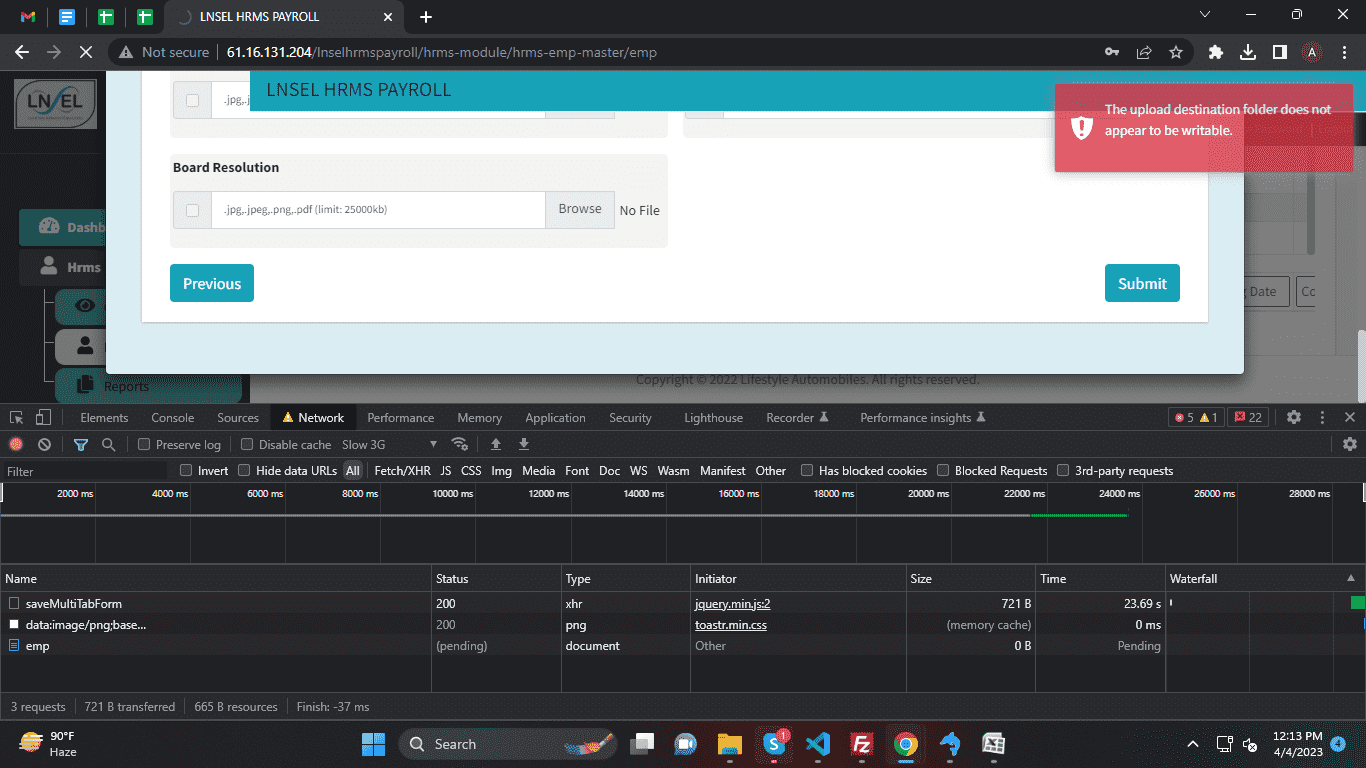 LNSEL HRMS PAYROLL
Not secure
61.16.131.204/lnselhrmspayroll/hrms-module/hrms-emp-master/emp
A
LNSEL
LNSEL HRMS PAYROLL
The upload destination folder does not
appear to be writable.
.jpg,.j
Board Resolution
.jpg,.jpeg,.png,.pdf (limit: 25000kb)
Browse
No File
Dashb
Hrms
Previous
Submit
g Date
Co
Reports
Copyright © 2022 Lifestyle Automobiles. All rights reserved.
Elements Console Sources Network Performance Memory Application Security Lighthouse Recorder Performance insights 5 1 22
Preserve log Disable cache Slow 3G
Filter Invert Hide data URLs All Fetch/XHR JS CSS Img Media Font Doc WS Wasm Manifest Other Has blocked cookies Blocked Requests 3rd-party requests
2000 ms 4000 ms 6000 ms 8000 ms 10000 ms 12000 ms 14000 ms 16000 ms 18000 ms 20000 ms 22000 ms 24000 ms 26000 ms 28000 ms
Name Status Type Initiator Size Time Waterfall
saveMultiTabForm 200 xhr jquery.min.js:2 721 B 23.69 s
data:image/png;base... 200 png toastr.min.css (memory cache) 0 ms
emp (pending) document Other 0 B Pending
3 requests 721 B transferred 665 B resources Finish: -37 ms
90°F
Haze
Search
1
12:13 PM
4/4/2023
4